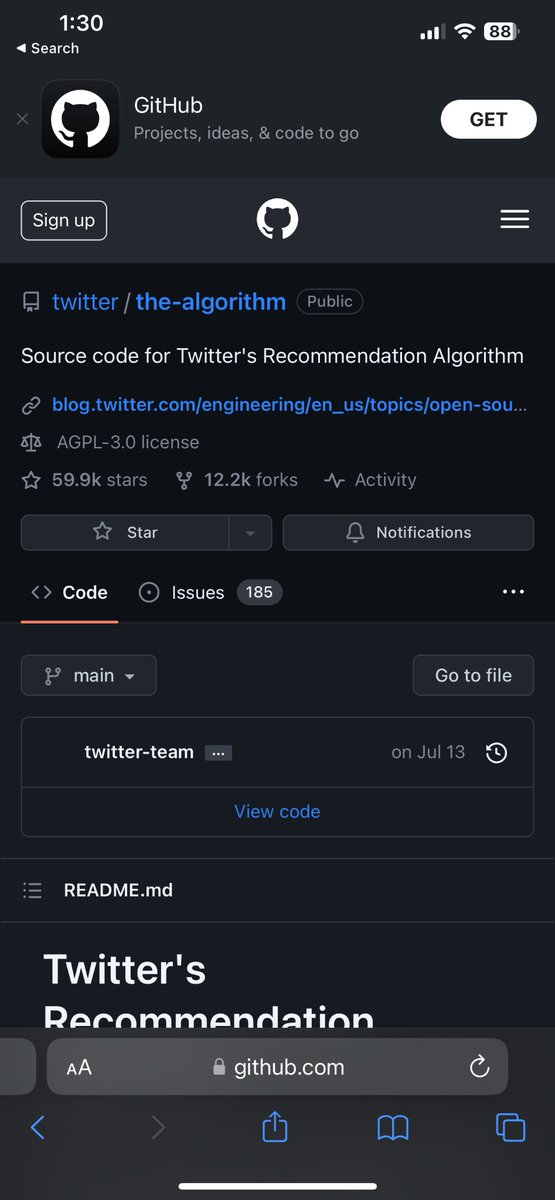 1:30
88
◀ Search
GitHub
Projects, ideas, & code to go
GET
Sign up
twitter / the-algorithm Public
Source code for Twitter's Recommendation Algorithm
blog.twitter.com/engineering/en_us/topics/open-sou...
AGPL-3.0 license
59.9k stars 12.2k forks Activity
Star Notifications
Code Issues 185 ...
main Go to file
twitter-team ... on Jul 13
View code
README.md
Twitter's
Recommendation
AA github.com